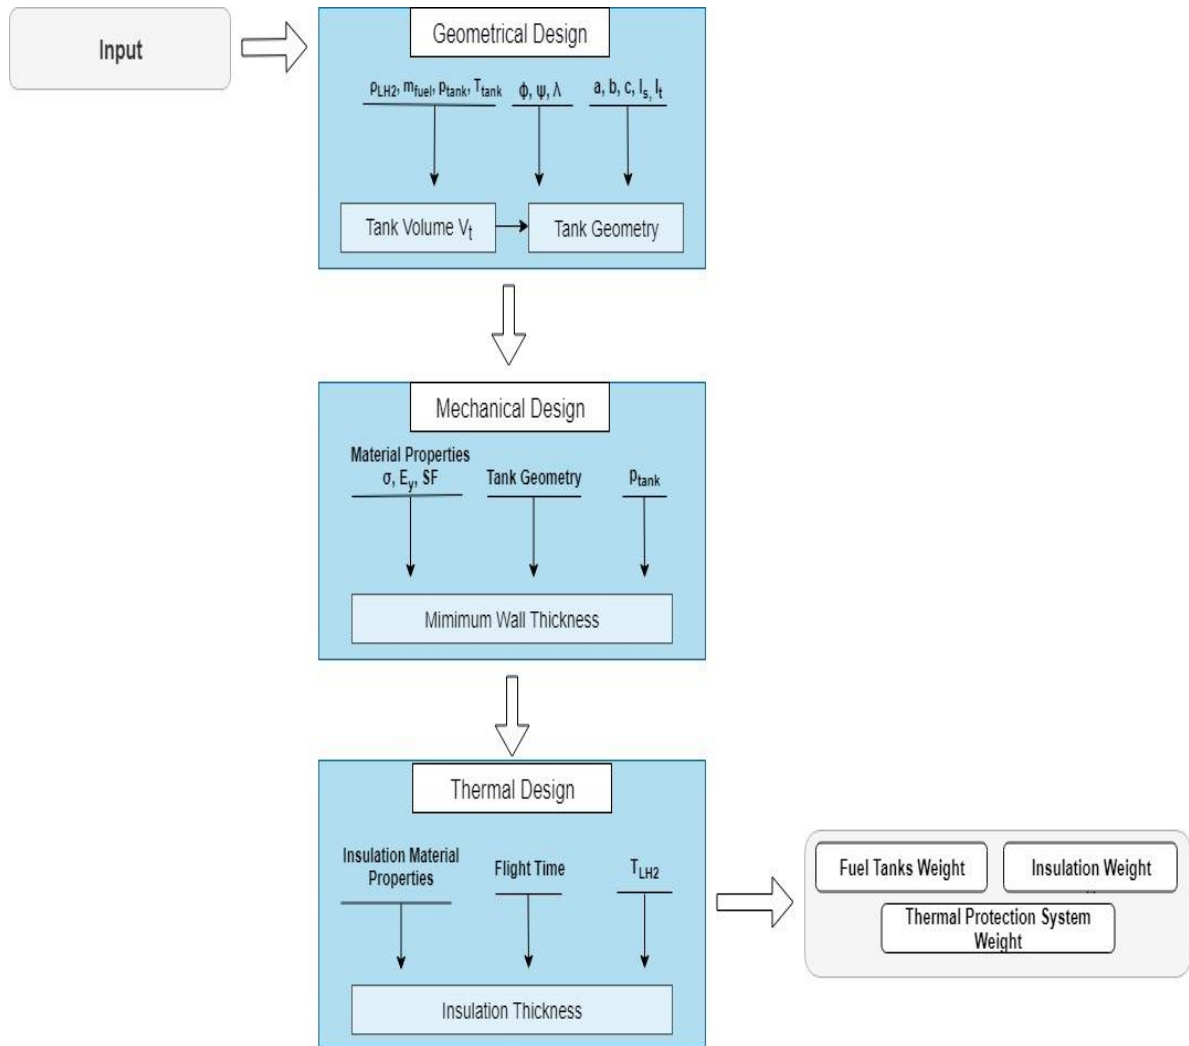 Input
Geometrical Design
ρLH2, mfuel, ptank, Ttank
ϕ, ψ, λ
a, b, c, ls, lt
Tank Volume Vt
Tank Geometry
Mechanical Design
Material Properties
σ, Ey, SF
Tank Geometry
ptank
Mimimum Wall Thickness
Thermal Design
Insulation Material
Properties
Flight Time
TLH2
Insulation Thickness
Fuel Tanks Weight
Insulation Weight
Thermal Protection System
Weight